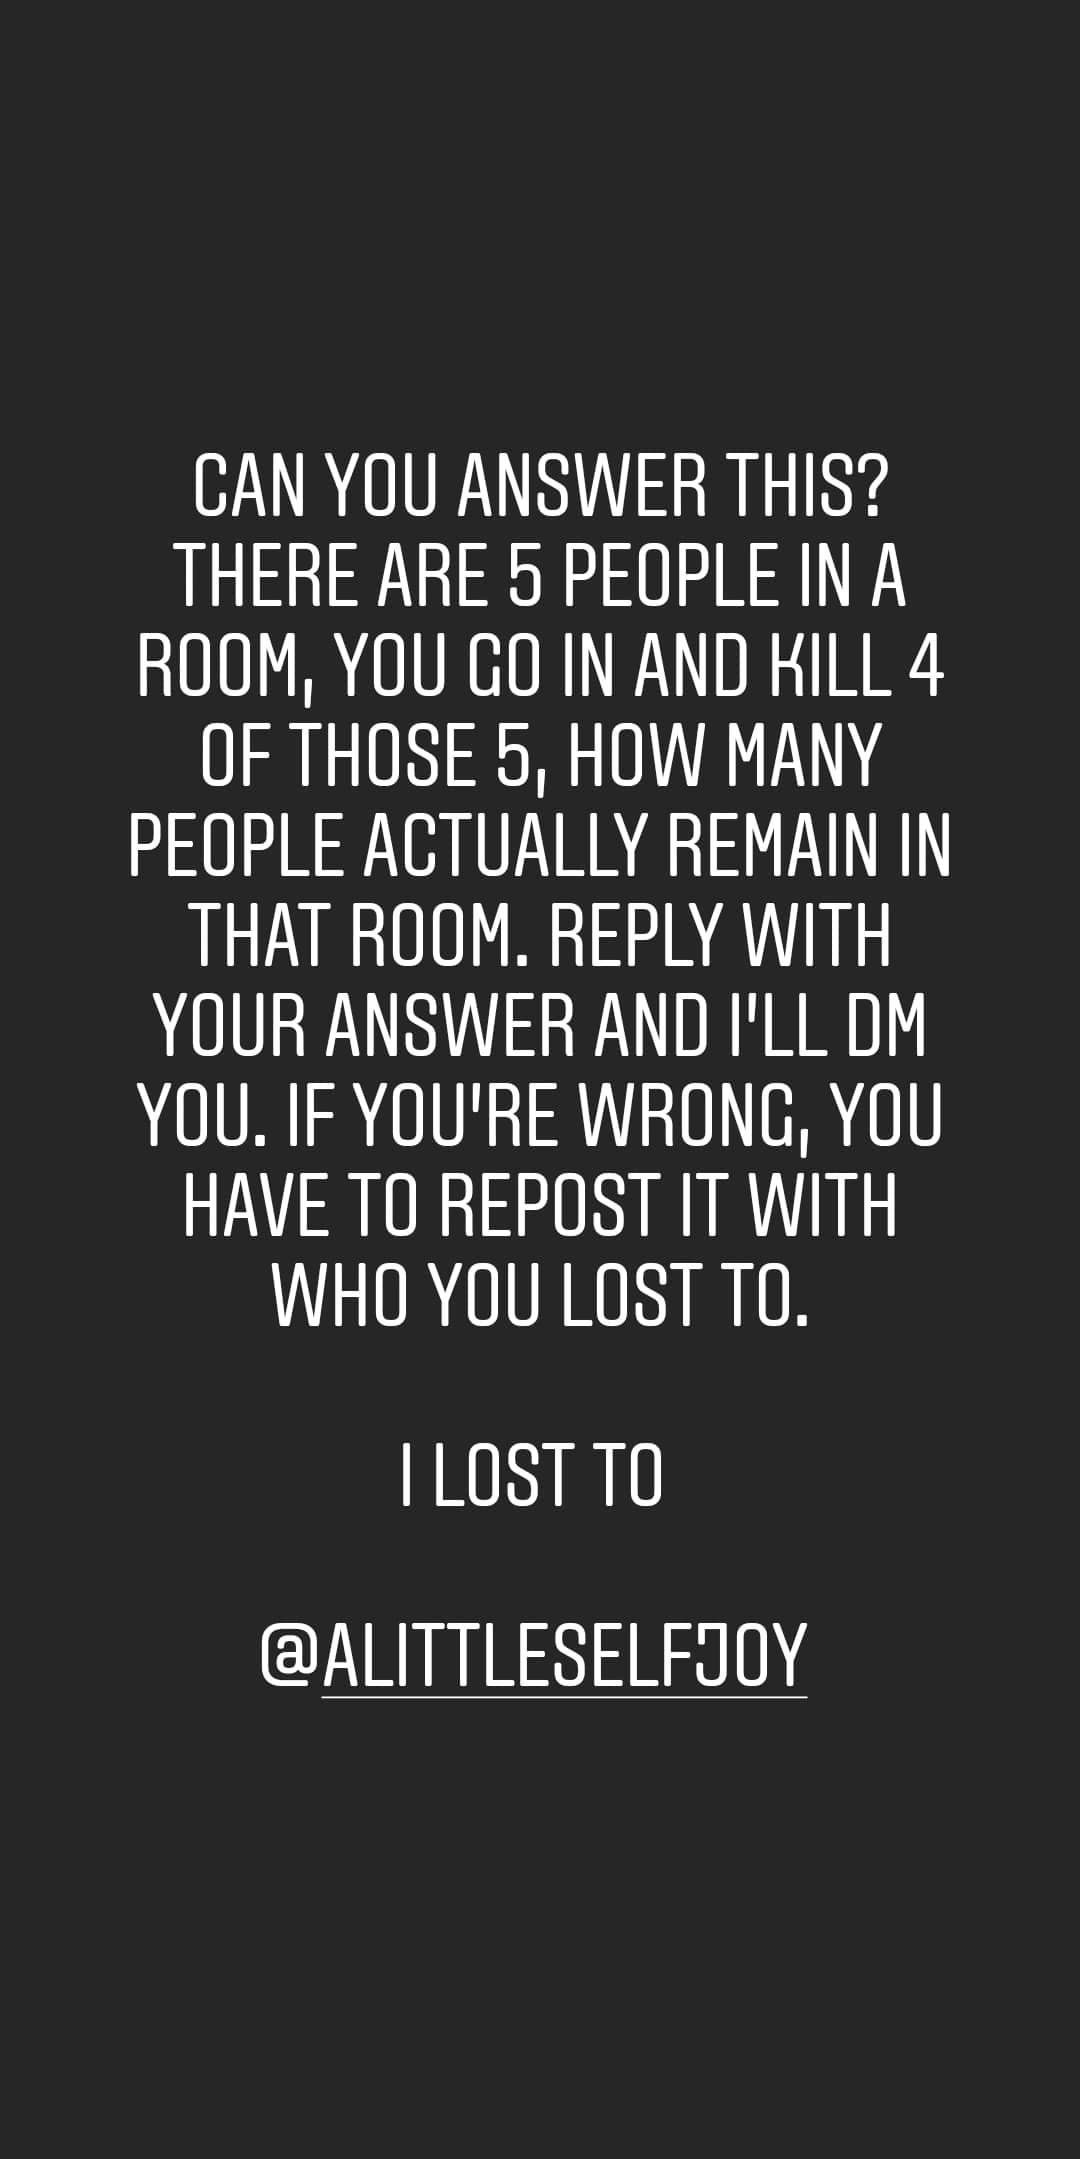 CAN YOU ANSWER THIS?
THERE ARE 5 PEOPLE IN A
ROOM, YOU GO IN AND KILL 4
OF THOSE 5, HOW MANY
PEOPLE ACTUALLY REMAIN IN
THAT ROOM. REPLY WITH
YOUR ANSWER AND I'LL DM
YOU. IF YOU'RE WRONG, YOU
HAVE TO REPOST IT WITH
WHO YOU LOST TO.
I LOST TO
@ALITTLESELFJOY